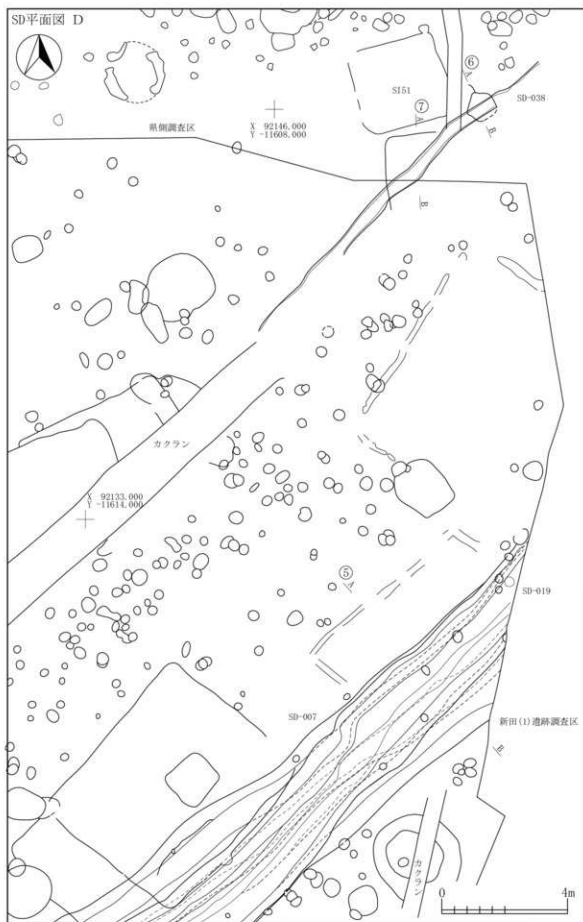 SD平面図 D
⑥
A
SI51
SD-038
⑦
A
B
X 92146.000
Y -11608.000
県側調査区
B
カクラン
X 92133.000
Y -11614.000
⑤
A
SD-019
SD-007
新田(1)遺跡調査区
B
カクラン
0 4m